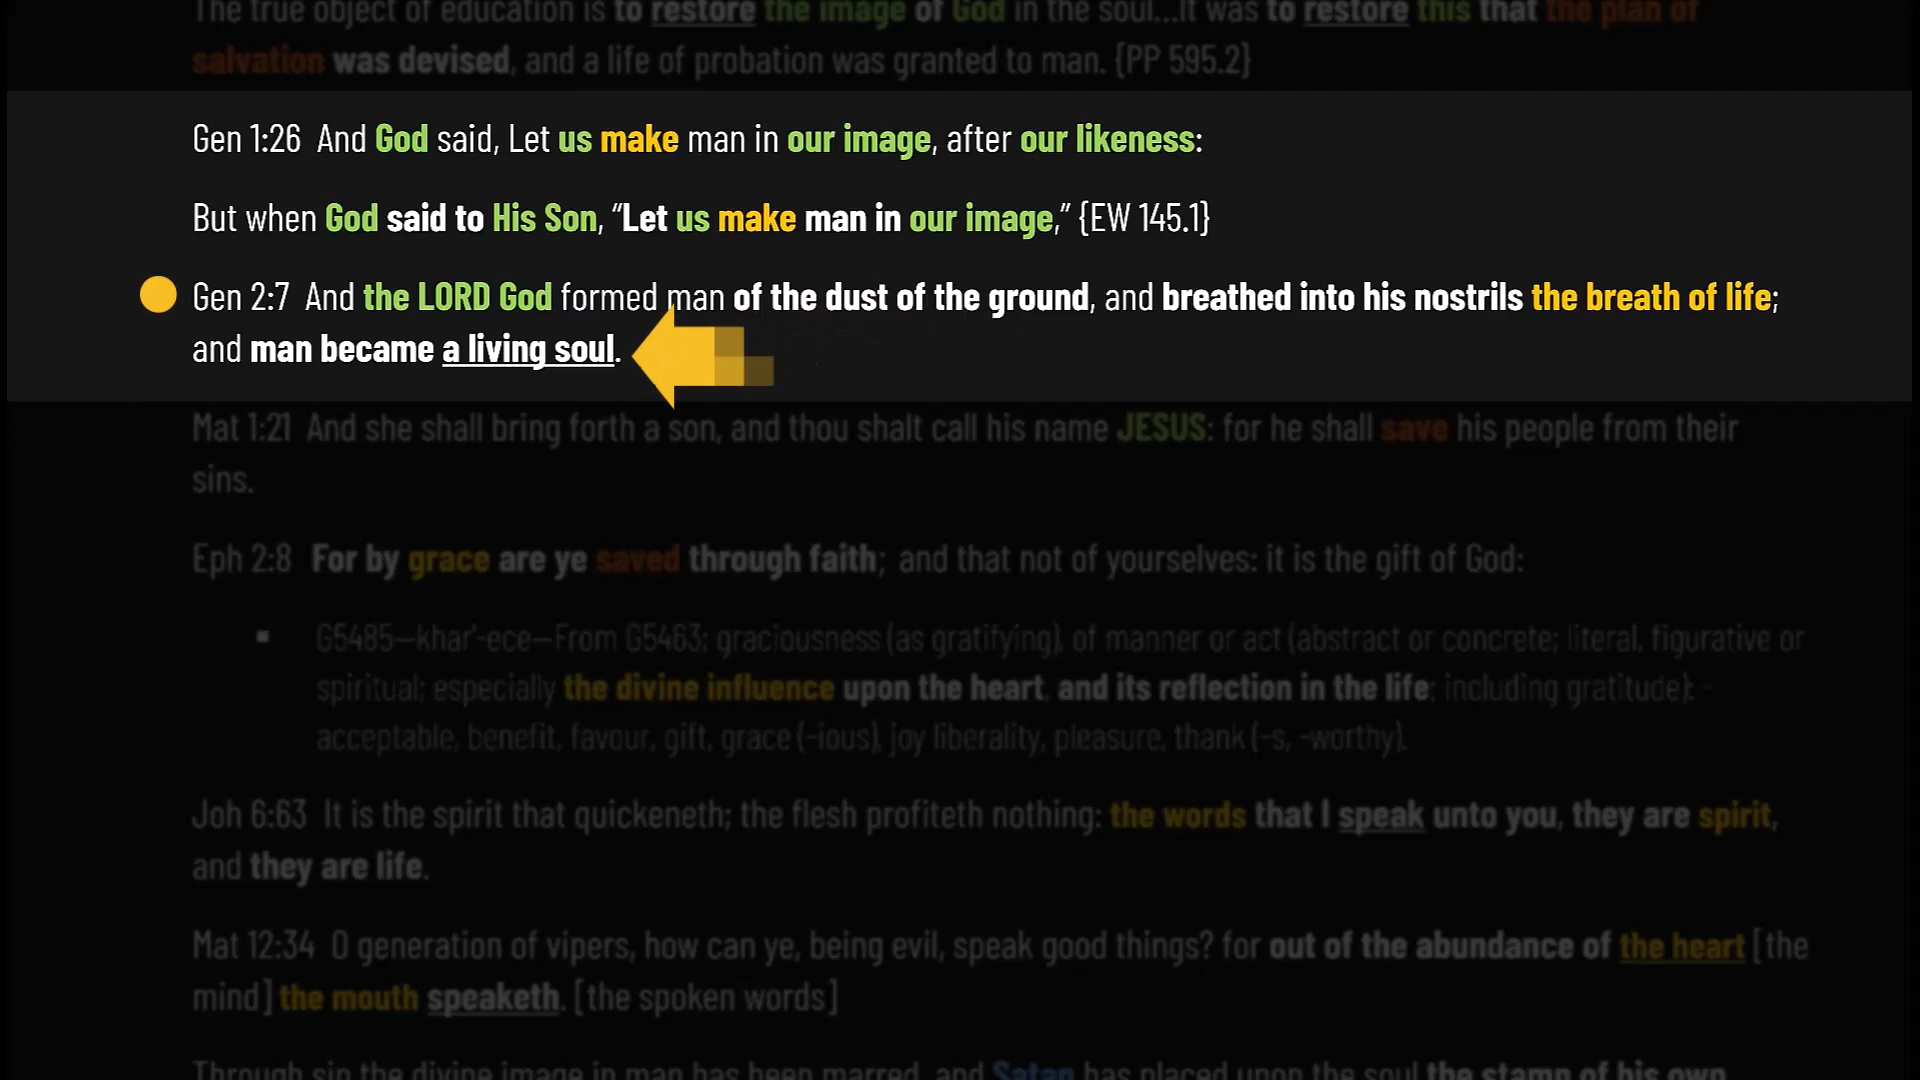 The true object of education is to restore the image of God in the soul...It was to restore this that the plan of
salvation was devised, and a life of probation was granted to man. {PP 595.2}
Gen 1:26 And God said, Let us make man in our image, after our likeness:
But when God said to His Son, “Let us make man in our image,” {EW 145.1}
Gen 2:7 And the LORD God formed man of the dust of the ground, and breathed into his nostrils the breath of life;
and man became a living soul.
Mat 1:21 And she shall bring forth a son, and thou shalt call his name JESUS: for he shall save his people from their
sins.
Eph 2:8 For by grace are ye saved through faith; and that not of yourselves: it is the gift of God:
▪ G5485—khar'-ece—From G5463; graciousness (as gratifying), of manner or act (abstract or concrete; literal, figurative or
spiritual; especially the divine influence upon the heart, and its reflection in the life; including gratitude): -
acceptable, benefit, favour, gift, grace (-ious), joy liberality, pleasure, thank (-s, -worthy).
Joh 6:63 It is the spirit that quickeneth; the flesh profiteth nothing: the words that I speak unto you, they are spirit,
and they are life.
Mat 12:34 O generation of vipers, how can ye, being evil, speak good things? for out of the abundance of the heart [the
mind] the mouth speaketh. [the spoken words]
Through sin the divine image in man has been marred, and Satan has placed upon the soul the stamp of his own